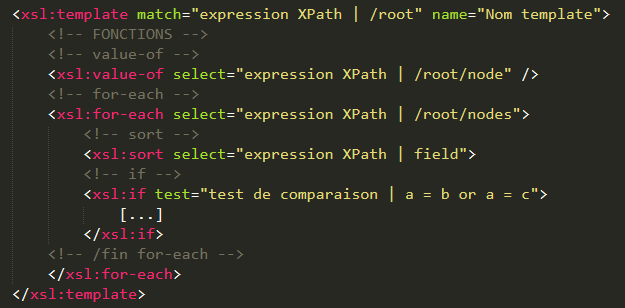 <xsl:template match="expression XPath | /root" name="Nom template">
<!-- FONCTIONS -->
<!-- value-of -->
<xsl:value-of select="expression XPath | /root/node" />
<!-- for-each -->
<xsl:for-each select="expression XPath | /root/nodes">
<!-- sort -->
<xsl:sort select="expression XPath | field">
<!-- if -->
<xsl:if test="test de comparaison | a = b or a = c">
[...]
</xsl:if>
<!-- /fin for-each -->
</xsl:for-each>
</xsl:template>